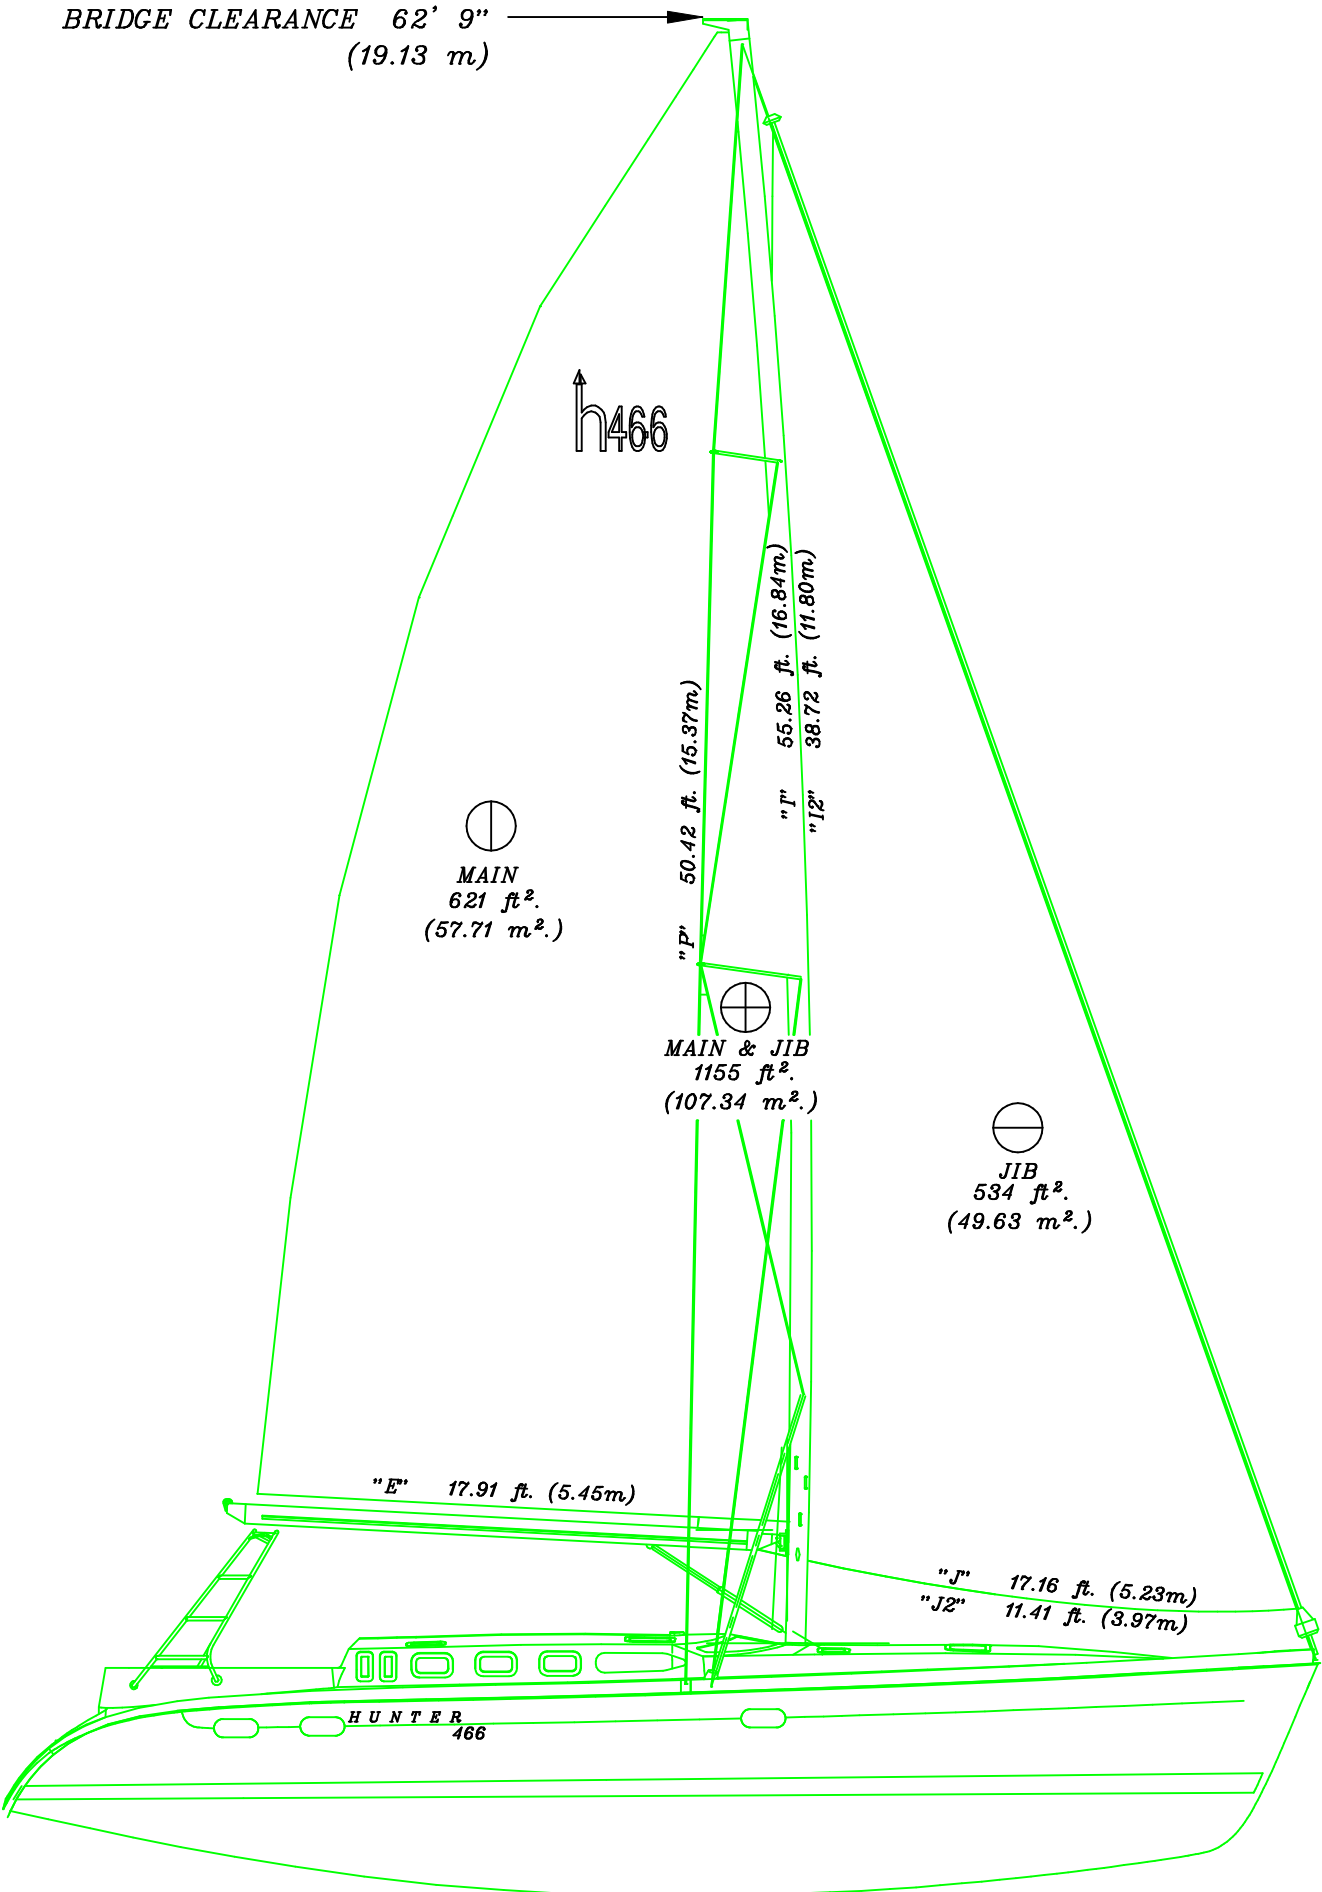 BRIDGE CLEARANCE 62' 9"
(19.13 m)
h466
"P" 50.42 ft. (15.37m)
"I" 55.26 ft. (16.84m)
"I2" 38.72 ft. (11.80m)
MAIN
621 ft².
(57.71 m².)
MAIN & JIB
1155 ft².
(107.34 m².)
JIB
534 ft².
(49.63 m².)
"E" 17.91 ft. (5.45m)
"J" 17.16 ft. (5.23m)
"J2" 11.41 ft. (3.97m)
HUNTER
466